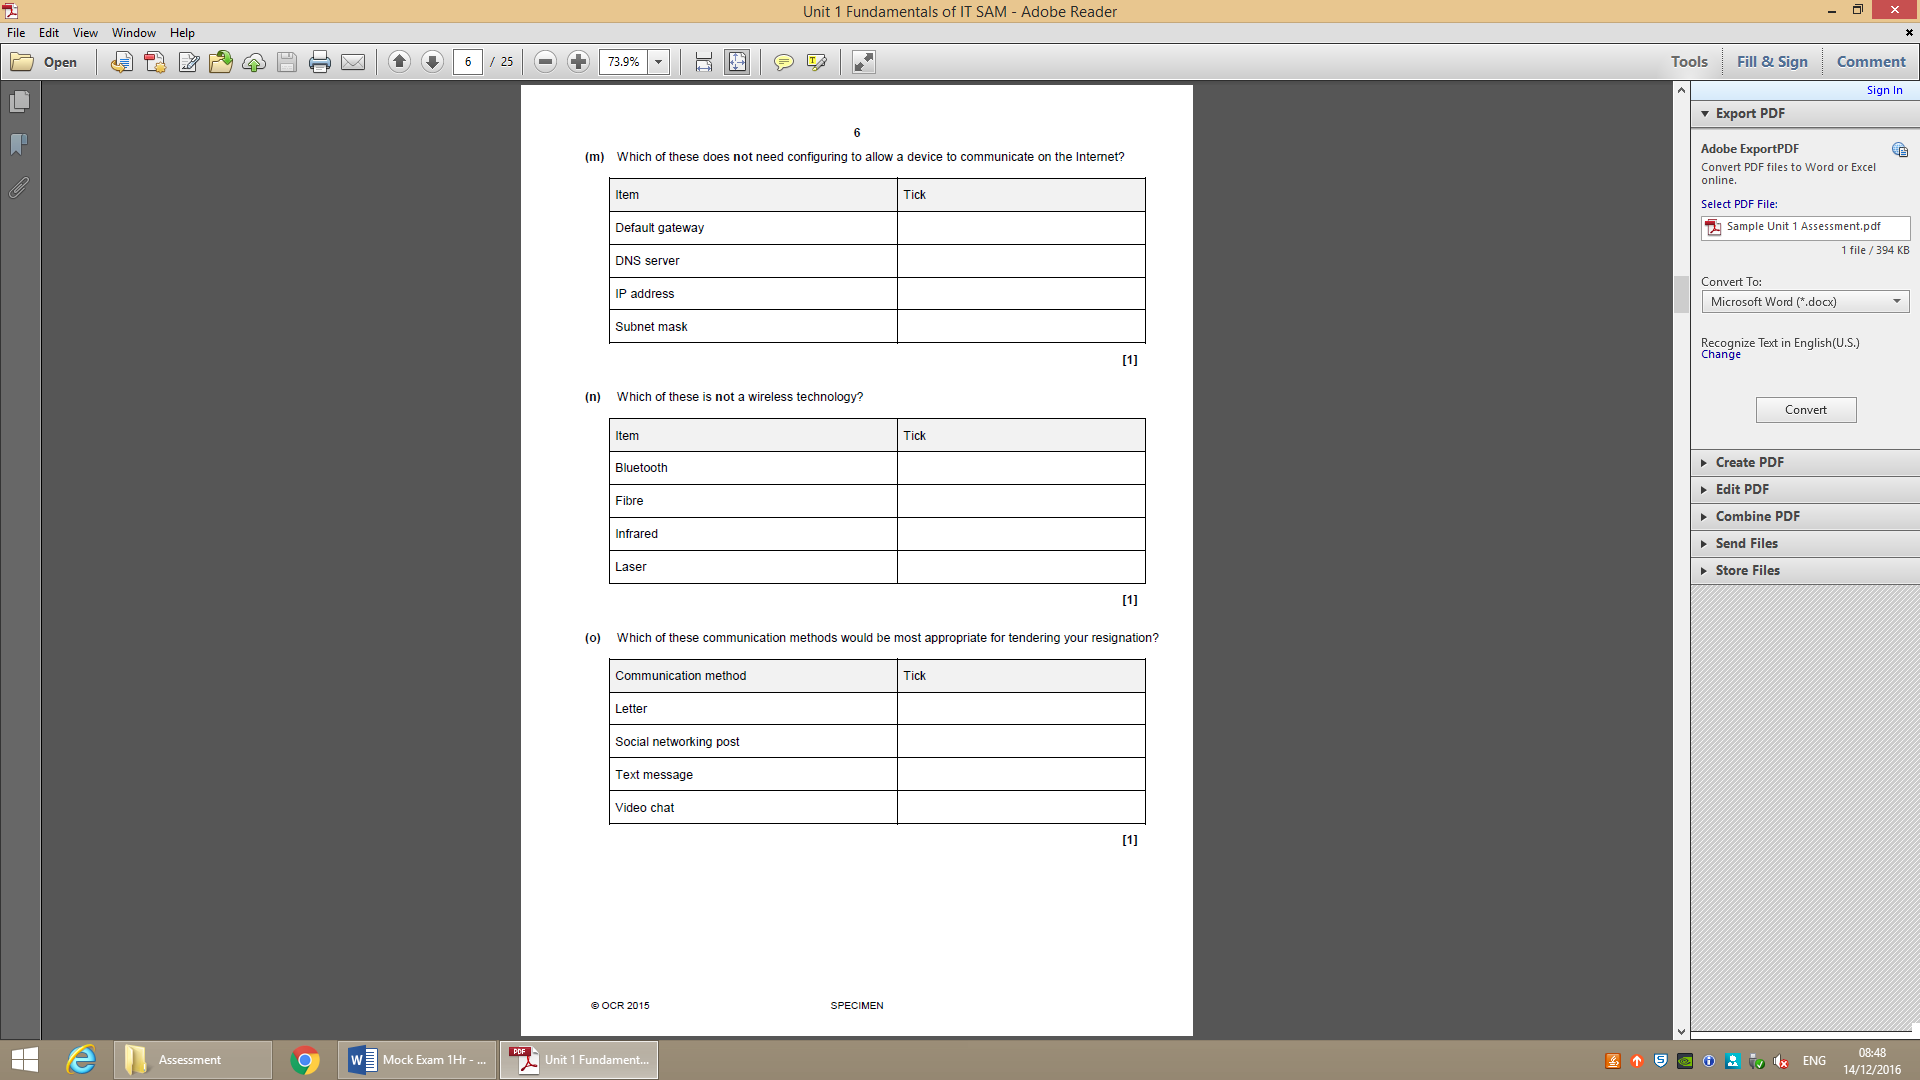 Unit 1 Fundamentals of IT SAM - Adobe Reader
File Edit View Window Help
Open 6 / 25 73.9% Tools Fill & Sign Comment
Sign In
Export PDF
Adobe ExportPDF
Convert PDF files to Word or Excel
online.
Select PDF File:
Sample Unit 1 Assessment.pdf
1 file / 394 KB
Convert To:
Microsoft Word (*.docx)
Recognize Text in English(U.S.)
Change
Convert
Create PDF
Edit PDF
Combine PDF
Send Files
Store Files
6
(m) Which of these does not need configuring to allow a device to communicate on the Internet?
Item Tick
Default gateway
DNS server
IP address
Subnet mask
[1]
(n) Which of these is not a wireless technology?
Item Tick
Bluetooth
Fibre
Infrared
Laser
[1]
(o) Which of these communication methods would be most appropriate for tendering your resignation?
Communication method Tick
Letter
Social networking post
Text message
Video chat
[1]
© OCR 2015 SPECIMEN
Assessment Mock Exam 1Hr - ... PDF Unit 1 Fundament... ENG 08:48
14/12/2016